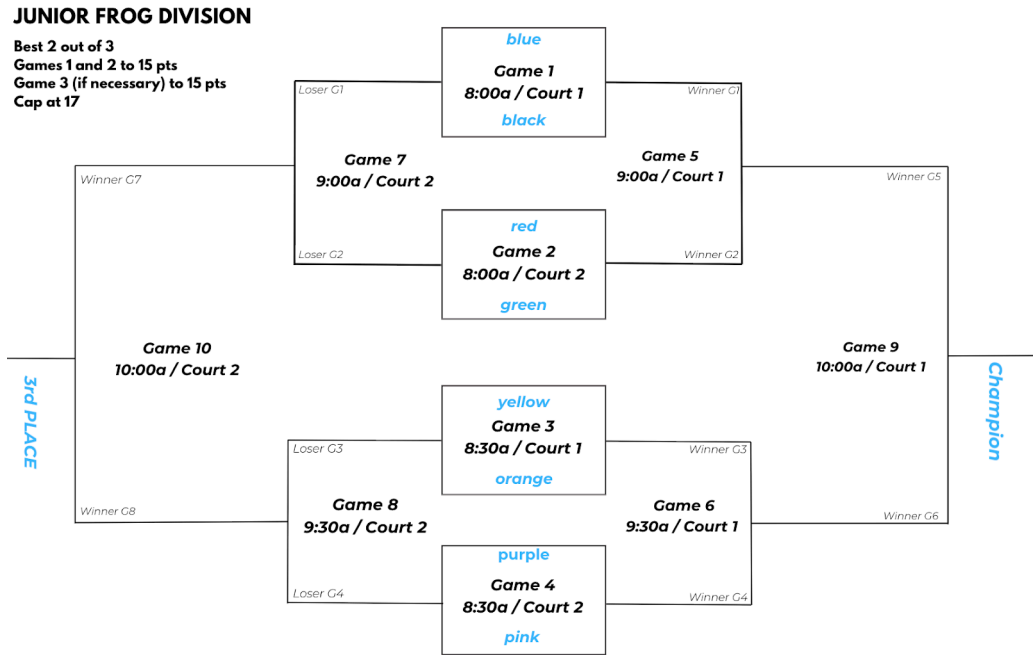 JUNIOR FROG DIVISION
Best 2 out of 3
Games 1 and 2 to 15 pts
Game 3 (if necessary) to 15 pts
Cap at 17
blue
Game 1
8:00a / Court 1
black
Loser G1
Winner G1
Game 7
9:00a / Court 2
Game 5
9:00a / Court 1
Winner G7
Winner G5
red
Game 2
8:00a / Court 2
green
Loser G2
Winner G2
Game 10
10:00a / Court 2
Game 9
10:00a / Court 1
3rd PLACE
Champion
yellow
Game 3
8:30a / Court 1
orange
Loser G3
Winner G3
Game 8
9:30a / Court 2
Game 6
9:30a / Court 1
Winner G8
Winner G6
purple
Game 4
8:30a / Court 2
pink
Loser G4
Winner G4